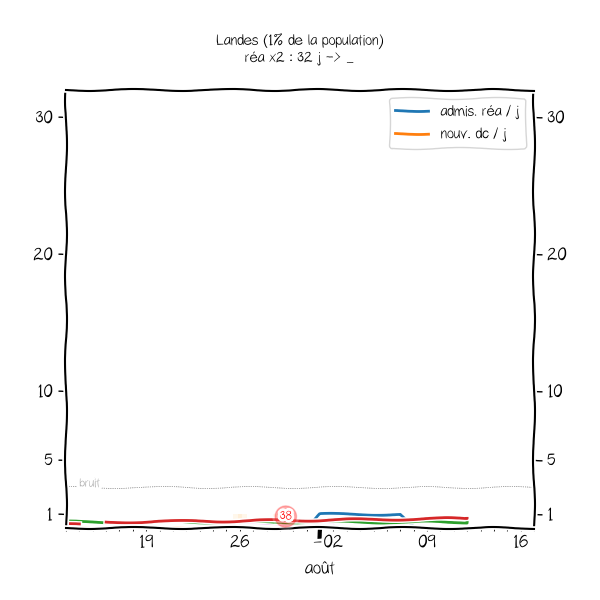 Landes (1% de la population)
réa x2 : 32 j -> _
admis. réa / j
nouv. dc / j
30
30
20
20
10
10
5
5
bruit
1
38
1
19
26
02
09
16
août